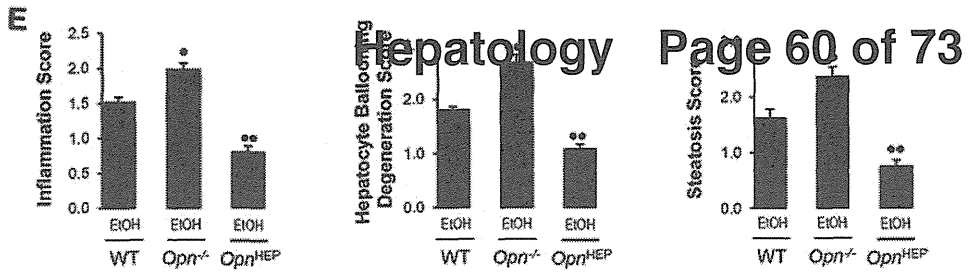 E
Hepatology Page 60 of 73
Inflammation Score
2.5
2.0
1.5
1.0
0.5
0.0
EtOH EtOH EtOH
WT Opn-/- OpnHEP
Hepatocyte Ballooning
Degeneration Score
2.0
1.0
0.0
EtOH EtOH EtOH
WT Opn-/- OpnHEP
Steatosis Score
2.0
1.0
0.0
EtOH EtOH EtOH
WT Opn-/- OpnHEP